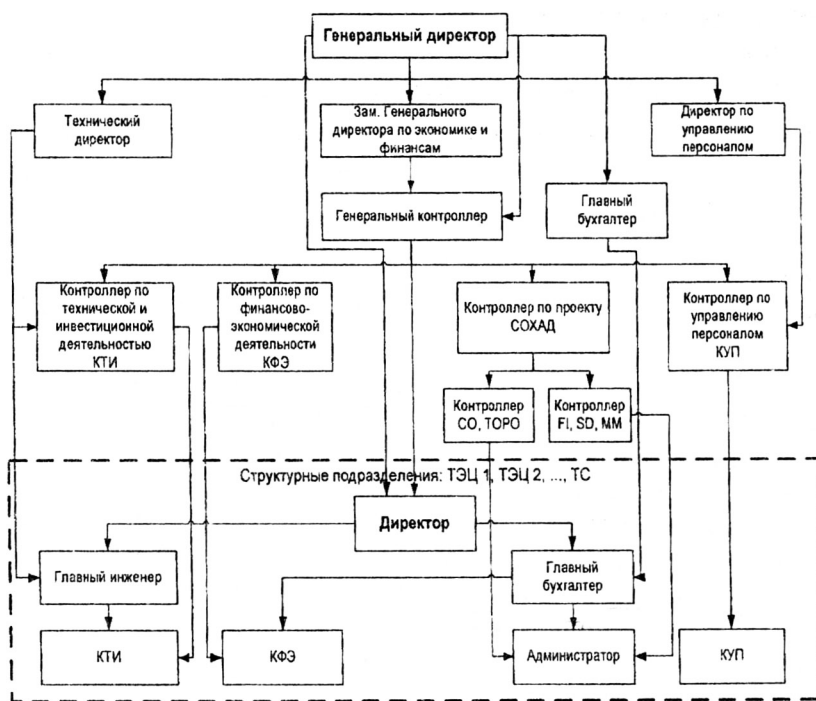 Генеральный директор
Технический
директор
Зам. Генерального
директора по экономике и
финансам
Директор по
управлению
персоналом
Генеральный контроллер
Главный
бухгалтер
Контроллер по
технической и
инвестиционной
деятельностью
КТИ
Контроллер по
финансово-
экономической
деятельности
КФЭ
Контроллер по проекту
СОХАД
Контроллер по
управлению
персоналом
КУП
Контроллер
СО, ТОРО
Контроллер
FI, SD, MM
Структурные подразделения: ТЭЦ 1, ТЭЦ 2, ..., ТС
Директор
Главный инженер
Главный
бухгалтер
КТИ
КФЭ
Администратор
КУП